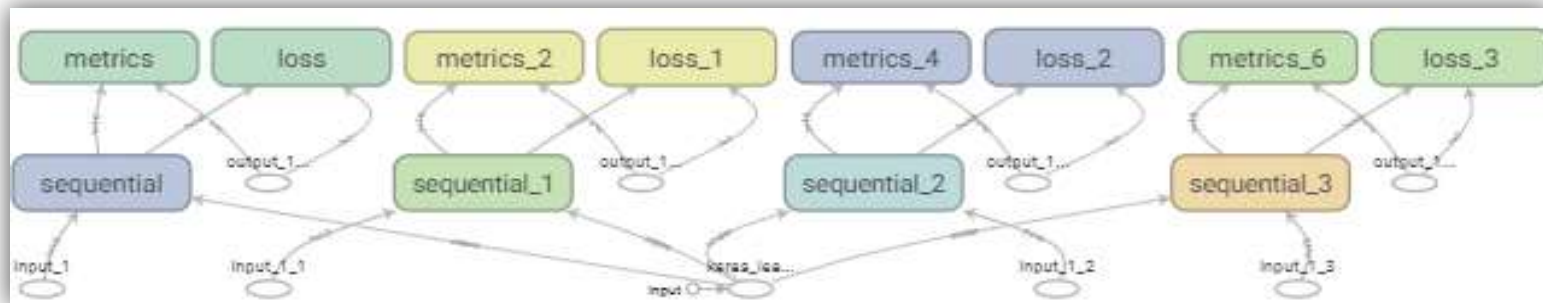 metrics loss metrics_2 loss_1 metrics_4 loss_2 metrics_6 loss_3
output_1... output_1... output_1... output_1...
sequential sequential_1 sequential_2 sequential_3
input_1 input_1_1 keras_lea... input_1_2 input_1_3
input